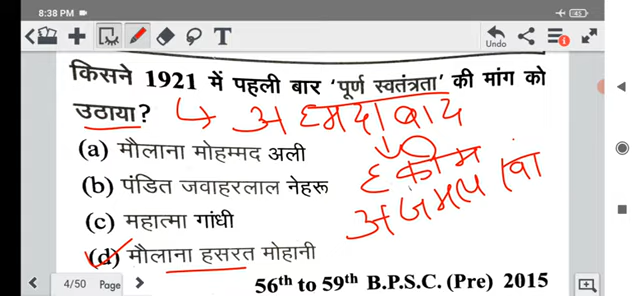 8:38 PM
45
Undo
किसने 1921 में पहली बार 'पूर्ण स्वतंत्रता' की मांग को
उठाया? ↳ अहमदाबाद
(a) मौलाना मोहम्मद अली
हकीम
(b) पंडित जवाहरलाल नेहरू
अजमल खां
(c) महात्मा गांधी
(d) मौलाना हसरत मोहानी
56th to 59th B.P.S.C. (Pre) 2015
4/50 Page